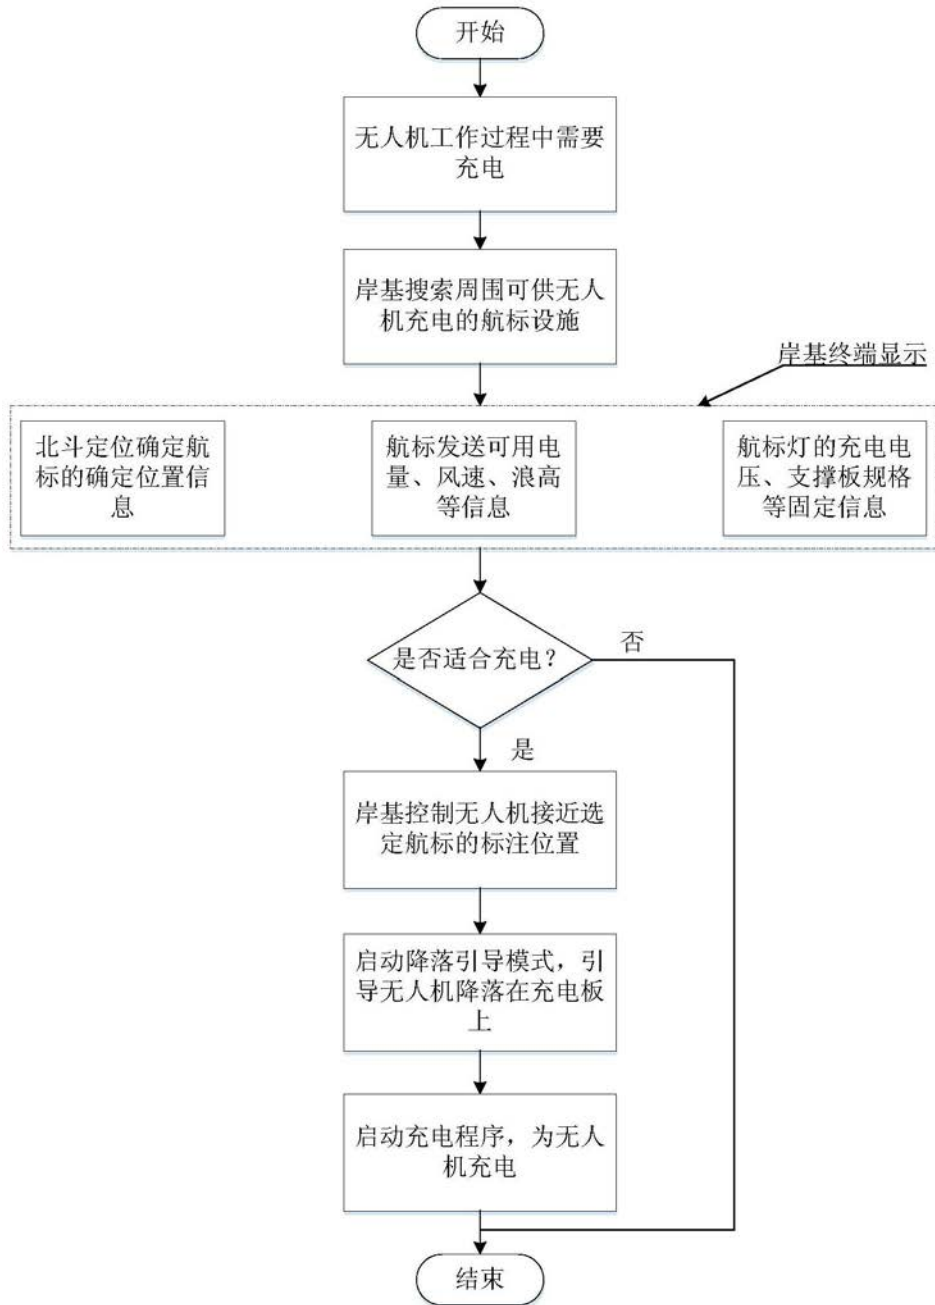 开始
无人机工作过程中需要
充电
岸基搜索周围可供无人
机充电的航标设施
岸基终端显示
北斗定位确定航
标的确定位置信
息
航标发送可用电
量、风速、浪高
等信息
航标灯的充电电
压、支撑板规格
等固定信息
是否适合充电？
否
是
岸基控制无人机接近选
定航标的标注位置
启动降落引导模式，引
导无人机降落在充电板
上
启动充电程序，为无人
机充电
结束